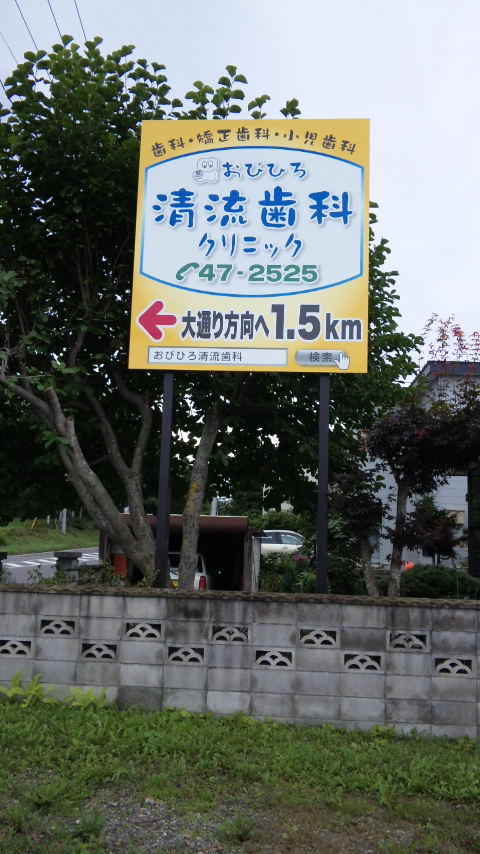 歯科・矯正歯科・小児歯科
おびひろ
清流歯科
クリニック
47-2525
大通り方向へ1.5km
おびひろ清流歯科 検索